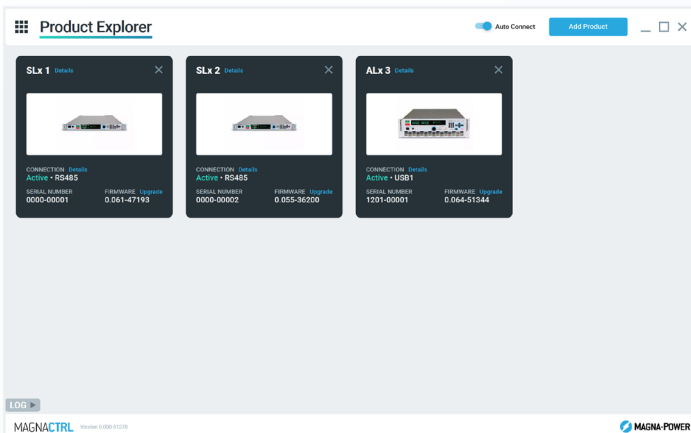 Product Explorer
Auto Connect
Add Product
SLx 1 Details
CONNECTION Details
Active • RS485
SERIAL NUMBER FIRMWARE Upgrade
0000-00001 0.061-47193
SLx 2 Details
CONNECTION Details
Active • RS485
SERIAL NUMBER FIRMWARE Upgrade
0000-00002 0.055-36200
ALx 3 Details
CONNECTION Details
Active • USB1
SERIAL NUMBER FIRMWARE Upgrade
1201-00001 0.064-51344
LOG
MAGNACTRL Version
MAGNA-POWER